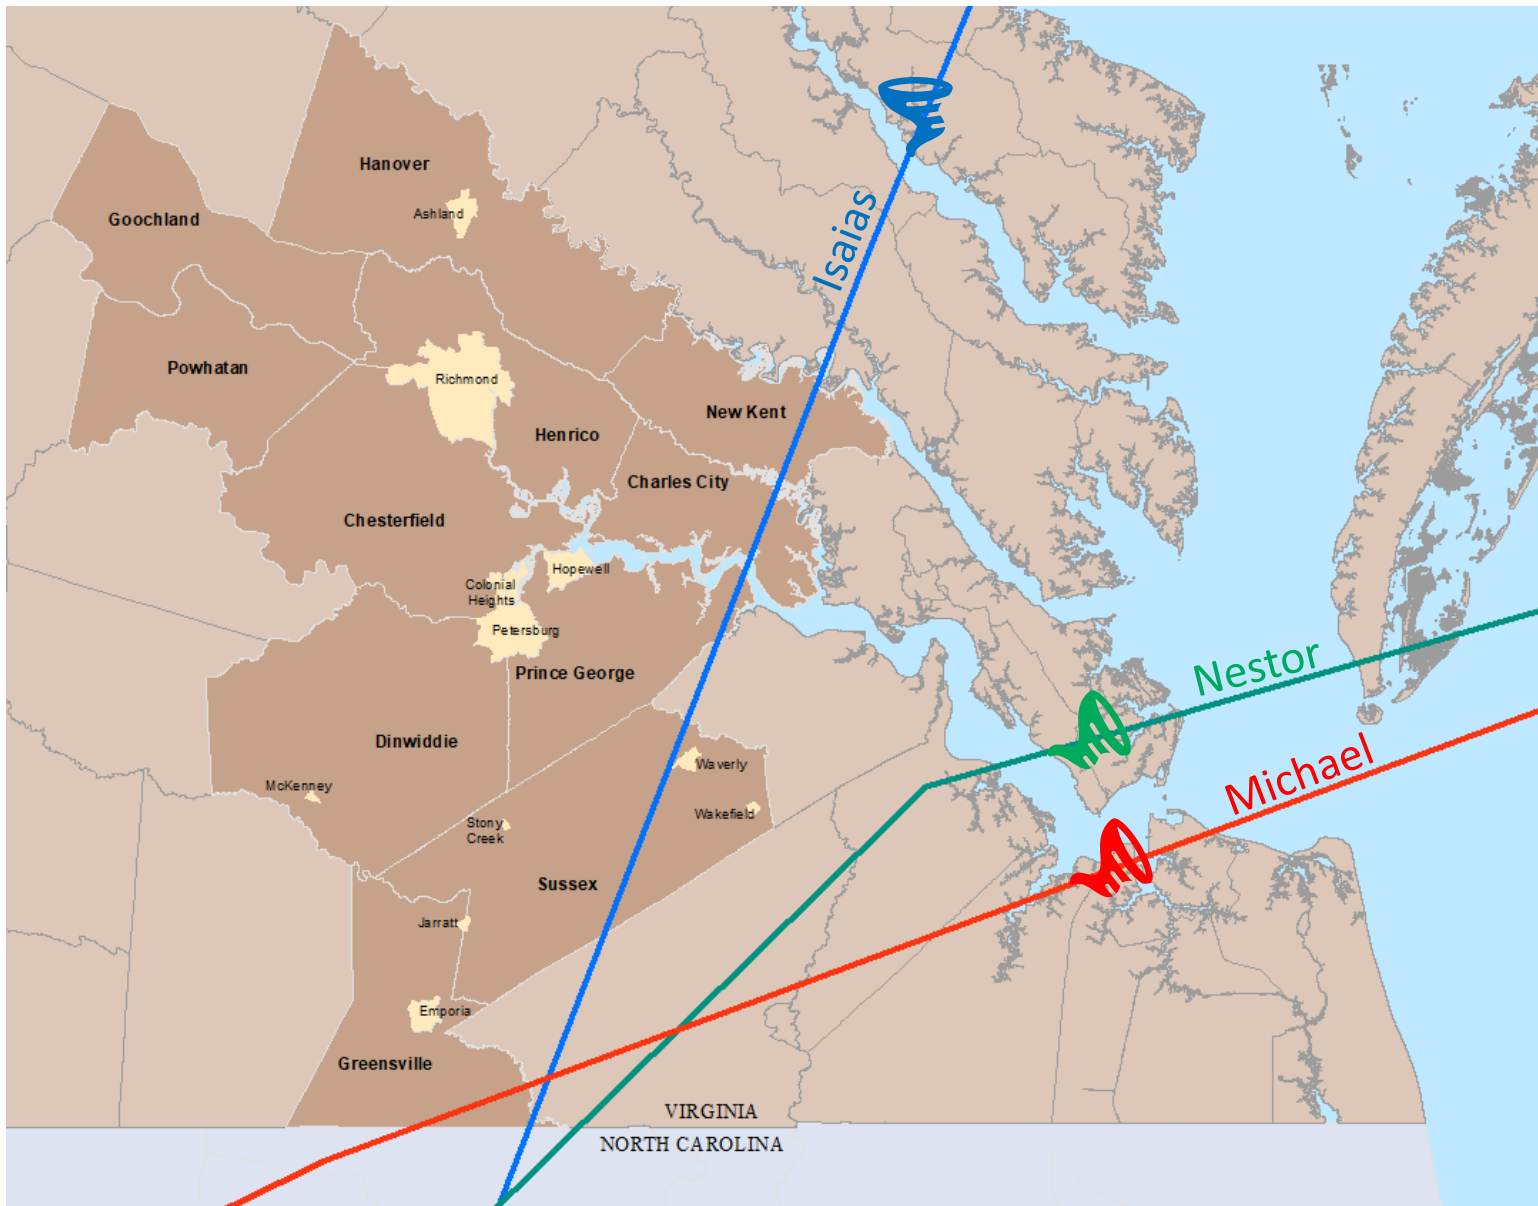 Hanover
Ashland
Goochland
Isaias
Powhatan
Richmond
New Kent
Henrico
Charles City
Chesterfield
Hopewell
Colonial
Heights
Petersburg
Prince George
Nestor
Dinwiddie
Waverly
Michael
McKenney
Wakefield
Stony
Creek
Sussex
Jarratt
Emporia
Greensville
VIRGINIA
NORTH CAROLINA